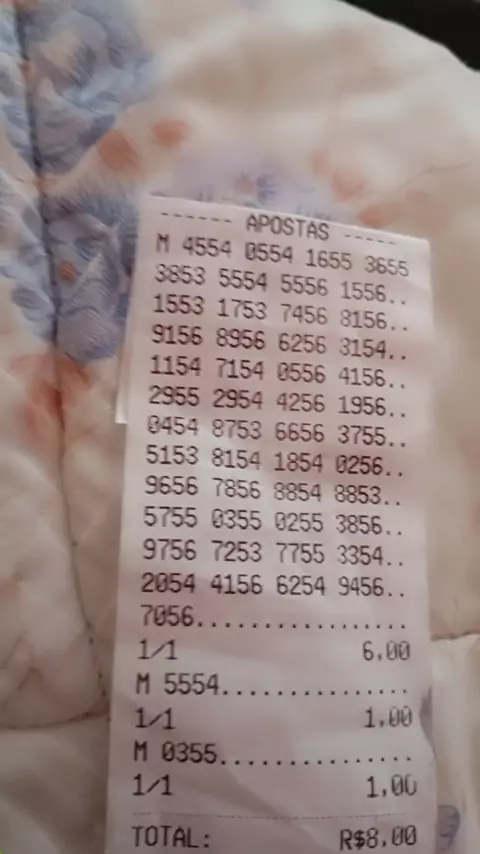 ------ APOSTAS -----
M 4554 0554 1655 3655
3853 5554 5556 1556..
1553 1753 7456 8156..
9156 8956 6256 3154..
1154 7154 0556 4156..
2955 2954 4256 1956..
0454 8753 6656 3755..
5153 8154 1854 0256..
9656 7856 8854 8853..
5755 0355 0255 3856..
9756 7253 7755 3354..
2054 4156 6254 9456..
7056.................
1/1 6,00
M 5554...............
1/1 1,00
M 0355...............
1/1 1,00
TOTAL: R$8,00